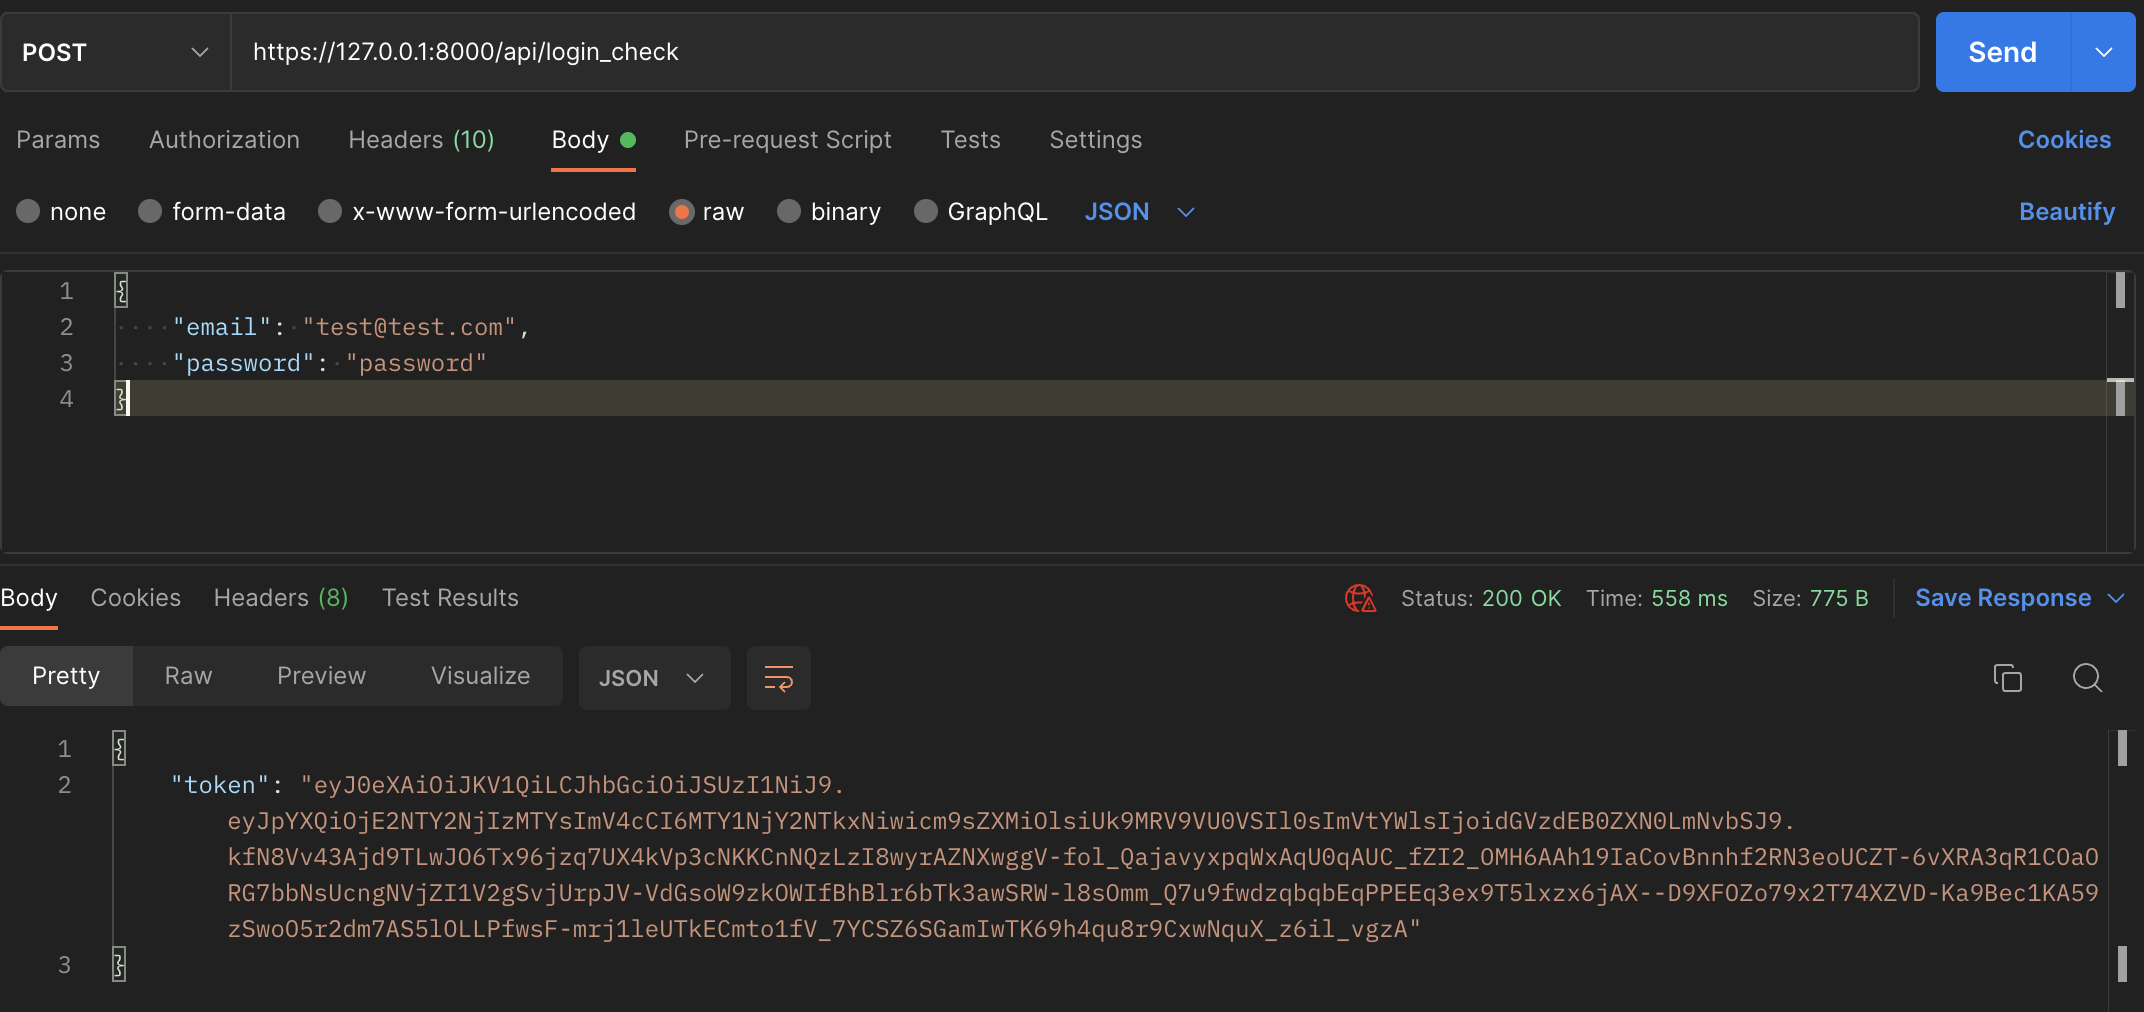 POST https://127.0.0.1:8000/api/login_check Send
Params Authorization Headers (10) Body Pre-request Script Tests Settings Cookies
none form-data x-www-form-urlencoded raw binary GraphQL JSON Beautify
1 {
2 "email": "test@test.com",
3 "password": "password"
4 }
Body Cookies Headers (8) Test Results Status: 200 OK Time: 558 ms Size: 775 B Save Response
Pretty Raw Preview Visualize JSON
1 {
2 "token": "eyJ0eXAiOiJKV1QiLCJhbGciOiJSUzI1NiJ9.
eyJpYXQiOjE2NTY2NjIzMTYsImV4cCI6MTY1NjY2NTkxNiwicm9sZXMiOlsiUk9MRV9VU0VSIl0sImVtYWlsIjoidGVzdEB0ZXN0LmNvbSJ9.
kfN8Vv43Ajd9TLwJO6Tx96jzq7UX4kVp3cNKKCnNQzLzI8wyrAZNXwggV-fol_QajavyxpqWxAqU0qAUC_fZI2_OMH6AAh19IaCovBnnhf2RN3eoUCZT-6vXRA3qR1COaO
RG7bbNsUcngNVjZI1V2gSvjUrpJV-VdGsoW9zkOWIfBhBlr6bTk3awSRW-l8sOmm_Q7u9fwdzqbqbEqPPEEq3ex9T5lxzx6jAX--D9XFOZo79x2T74XZVD-Ka9Bec1KA59
zSwoO5r2dm7AS5lOLLPfwsF-mrj1leUTkECmto1fV_7YCSZ6SGamIwTK69h4qu8r9CxwNquX_z6il_vgzA"
3 }